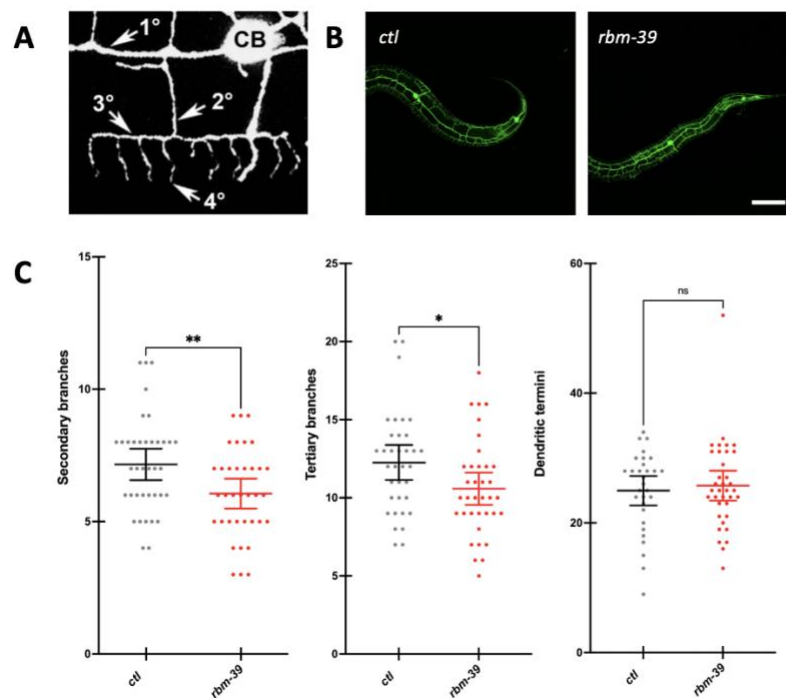 A
1°
CB
2°
3°
4°
B
ctl
rbm-39
C
Secondary branches
15
10
5
0
**
ctl
rbm-39
Tertiary branches
25
20
15
10
5
0
*
ctl
rbm-39
Dendritic termini
60
40
20
0
ns
ctl
rbm-39